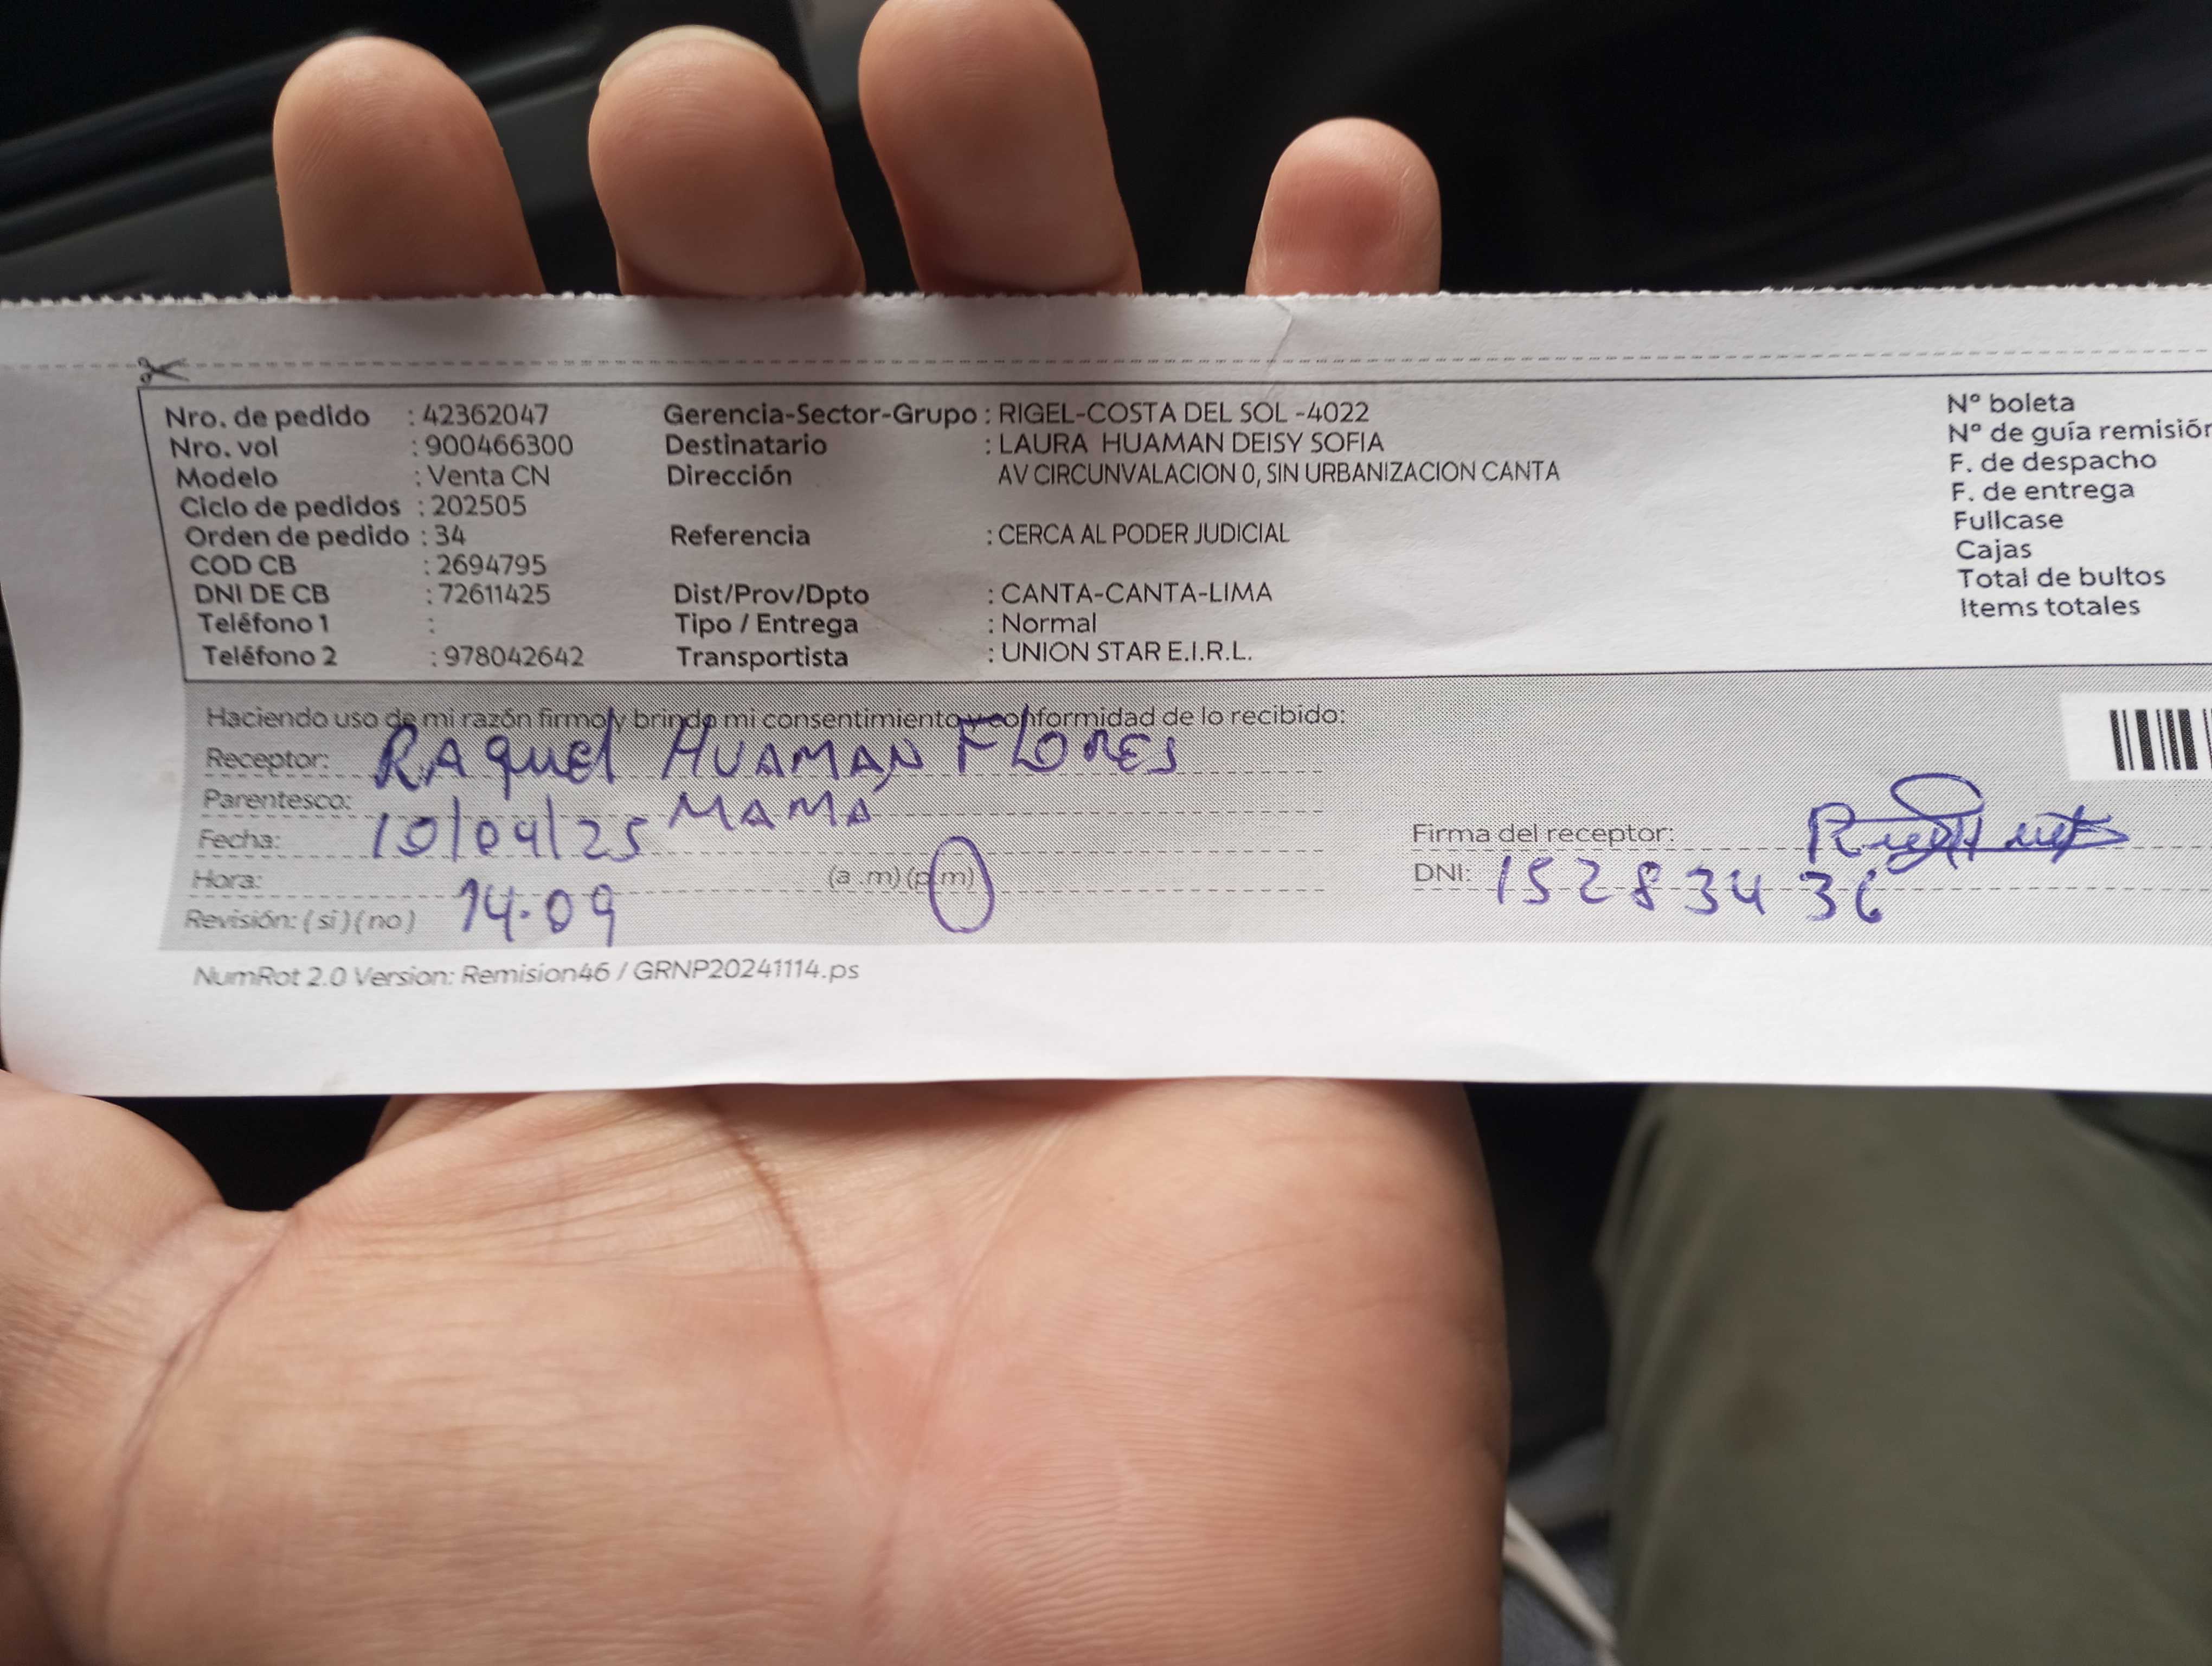 Nro. de pedido : 42362047 Gerencia-Sector-Grupo : RIGEL-COSTA DEL SOL -4022 N° boleta
Nro. vol : 900466300 Destinatario : LAURA HUAMAN DEISY SOFIA N° de guía remisión
Modelo : Venta CN Dirección AV CIRCUNVALACION 0, SIN URBANIZACION CANTA F. de despacho
Ciclo de pedidos : 202505 F. de entrega
Orden de pedido : 34 Referencia : CERCA AL PODER JUDICIAL Fullcase
COD CB : 2694795 Cajas
DNI DE CB : 72611425 Dist/Prov/Dpto : CANTA-CANTA-LIMA Total de bultos
Teléfono 1 : Tipo / Entrega : Normal Items totales
Teléfono 2 : 978042642 Transportista : UNION STAR E.I.R.L.
Haciendo uso de mi razón firmo y brindo mi consentimiento y conformidad de lo recibido:
Receptor: RAquel HUAMAN FLORES
Parentesco: MAMÁ
Fecha: 10/04/25 Firma del receptor:
Hora: 14.09 (a .m) (p.m) DNI: 15283436
Revisión: ( si ) ( no )
NumRot 2.0 Version: Remision46 / GRNP20241114.ps